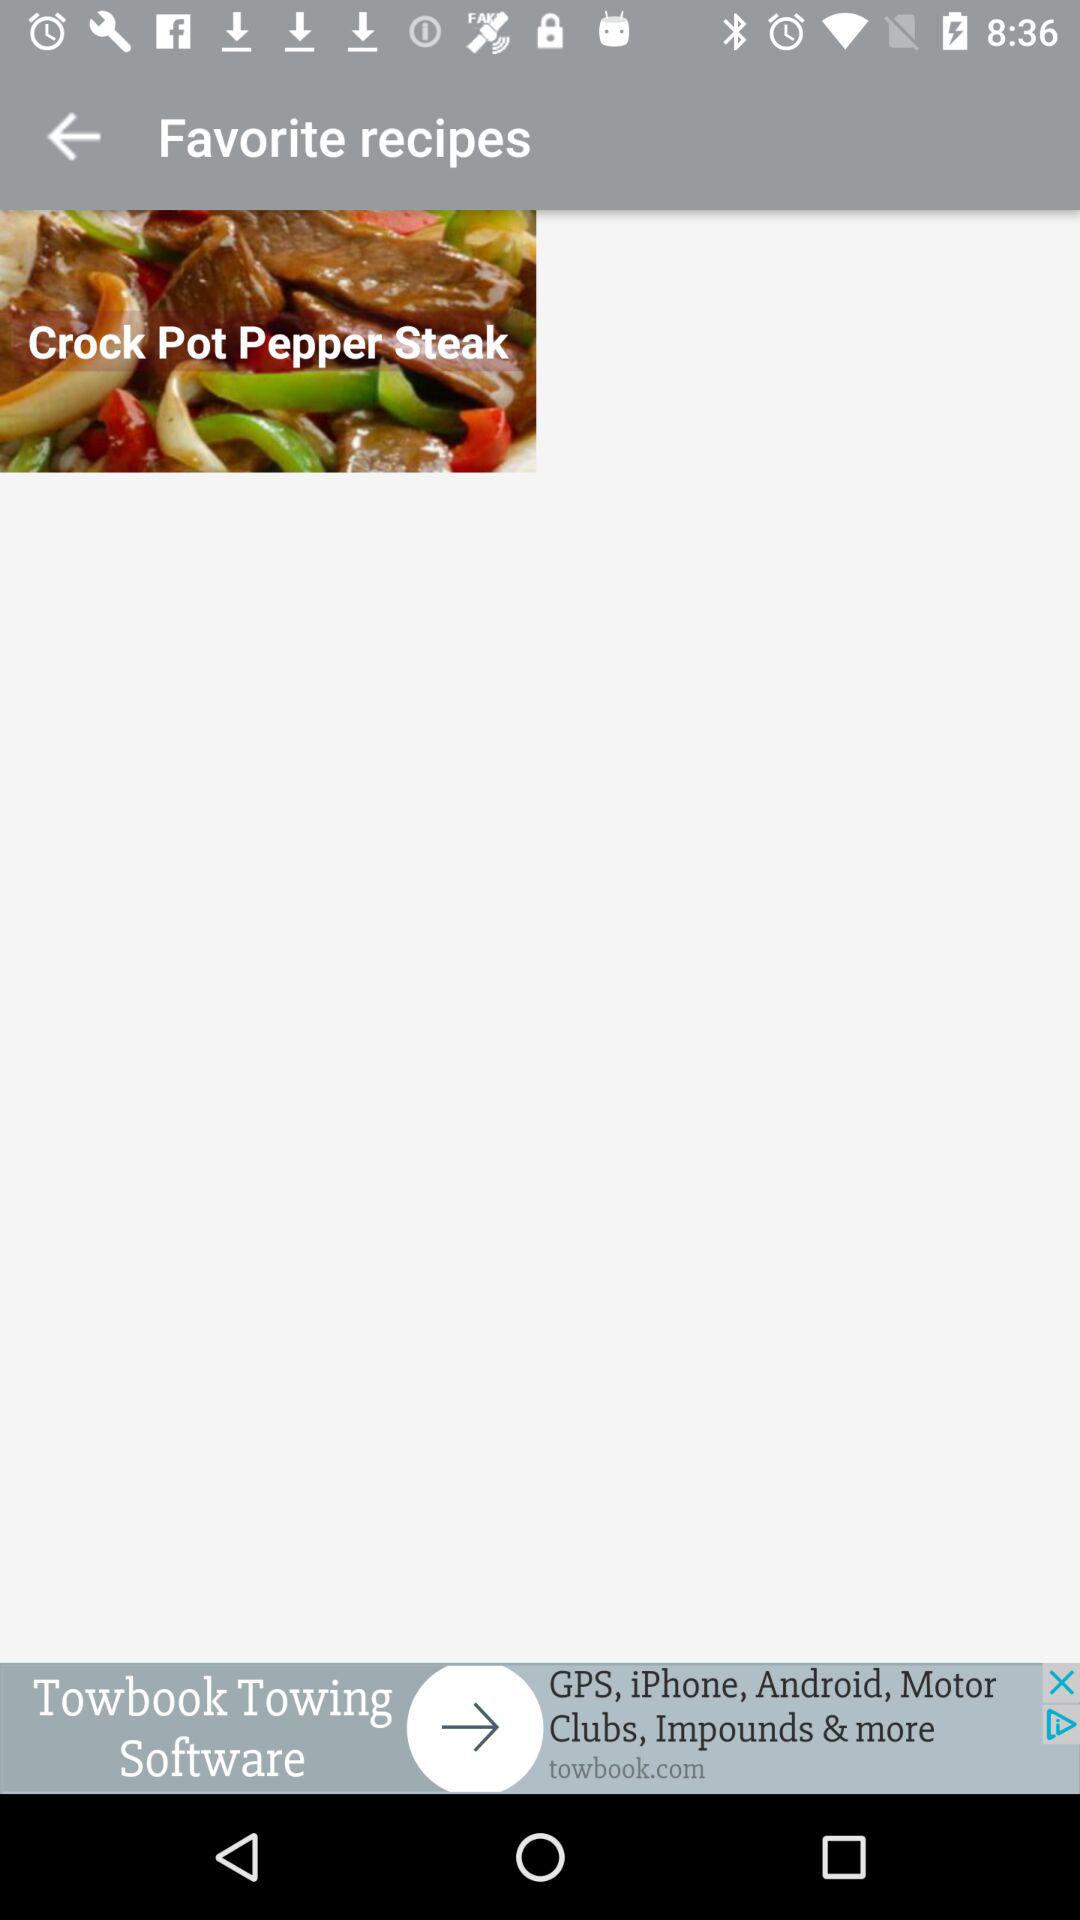 FAKE
8:36
Favorite recipes
Crock Pot Pepper Steak
Towbook Towing
Software
GPS, iPhone, Android, Motor
Clubs, Impounds & more
towbook.com